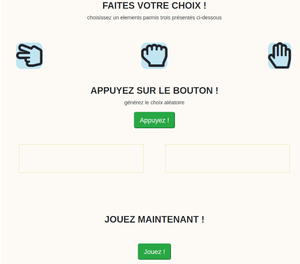 FAITES VOTRE CHOIX !
choisissez un elements parmis trois présentés ci-dessous
APPUYEZ SUR LE BOUTON !
générez le choix aléatoire
Appuyez !
JOUEZ MAINTENANT !
Jouez !